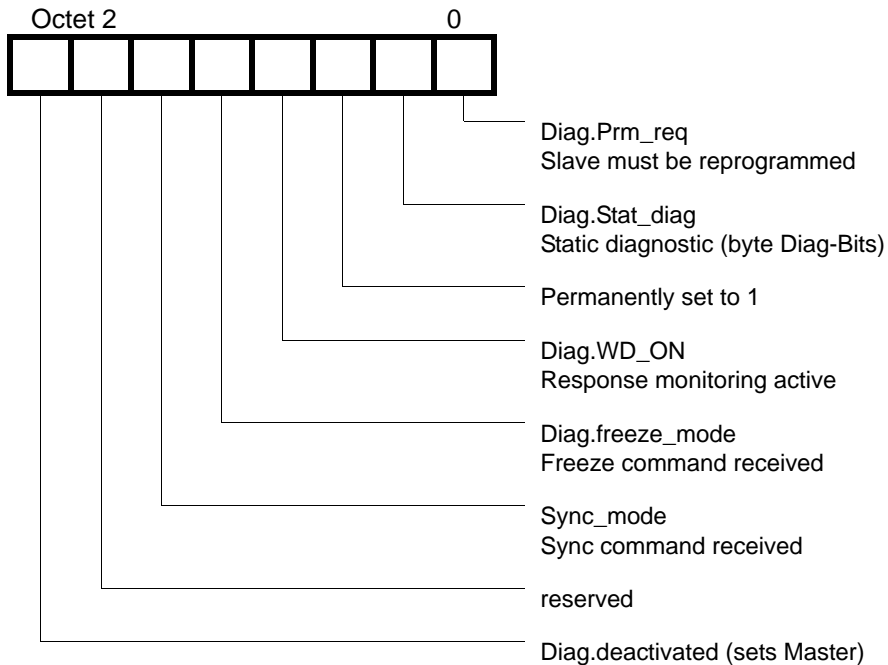 Octet 2 0
Diag.Prm_req
Slave must be reprogrammed
Diag.Stat_diag
Static diagnostic (byte Diag-Bits)
Permanently set to 1
Diag.WD_ON
Response monitoring active
Diag.freeze_mode
Freeze command received
Sync_mode
Sync command received
reserved
Diag.deactivated (sets Master)